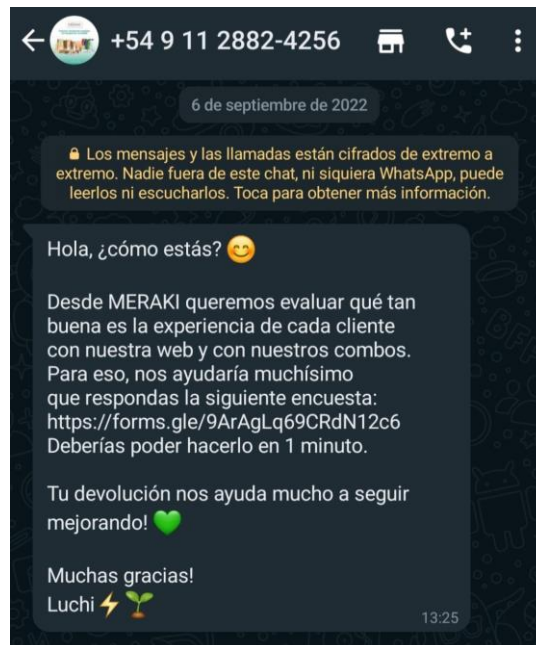 +54 9 11 2882-4256
6 de septiembre de 2022
Los mensajes y las llamadas están cifrados de extremo a
extremo. Nadie fuera de este chat, ni siquiera WhatsApp, puede
leerlos ni escucharlos. Toca para obtener más información.
Hola, ¿cómo estás? 😊
Desde MERAKI queremos evaluar qué tan
buena es la experiencia de cada cliente
con nuestra web y con nuestros combos.
Para eso, nos ayudaría muchísimo
que respondas la siguiente encuesta:
https://forms.gle/9ArAgLq69CRdN12c6
Deberías poder hacerlo en 1 minuto.
Tu devolución nos ayuda mucho a seguir
mejorando! 💚
Muchas gracias!
Luchi ⚡🌱
13:25